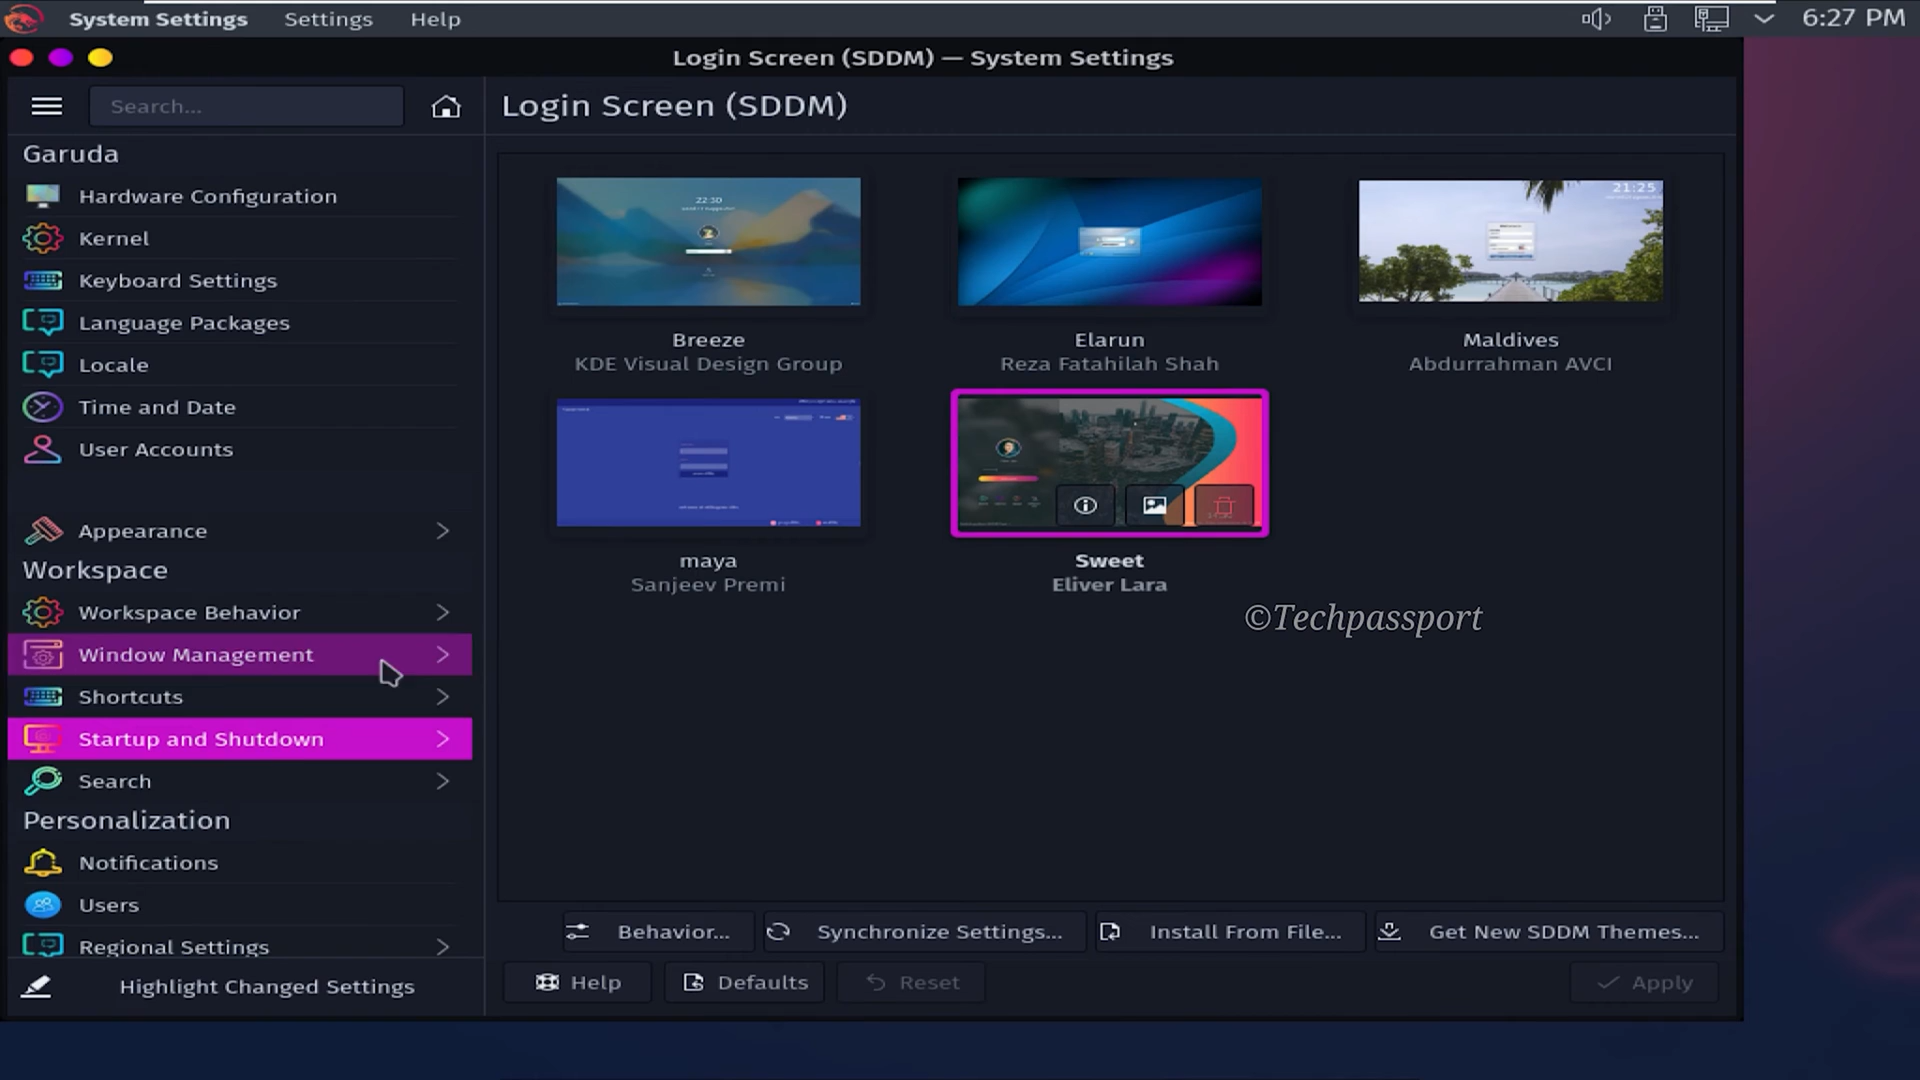 System Settings Settings Help 6:27 PM
Login Screen (SDDM) — System Settings
Search...
Login Screen (SDDM)
Garuda
Hardware Configuration
Kernel
Keyboard Settings
Language Packages
Locale
Time and Date
User Accounts
Appearance
Workspace
Workspace Behavior
Window Management
Shortcuts
Startup and Shutdown
Search
Personalization
Notifications
Users
Regional Settings
Highlight Changed Settings
22:30
Breeze
KDE Visual Design Group
Elarun
Reza Fatahilah Shah
21:25
Maldives
Abdurrahman AVCI
maya
Sanjeev Premi
Sweet
Eliver Lara
©Techpassport
Behavior... Synchronize Settings... Install From File... Get New SDDM Themes...
Help Defaults Reset Apply